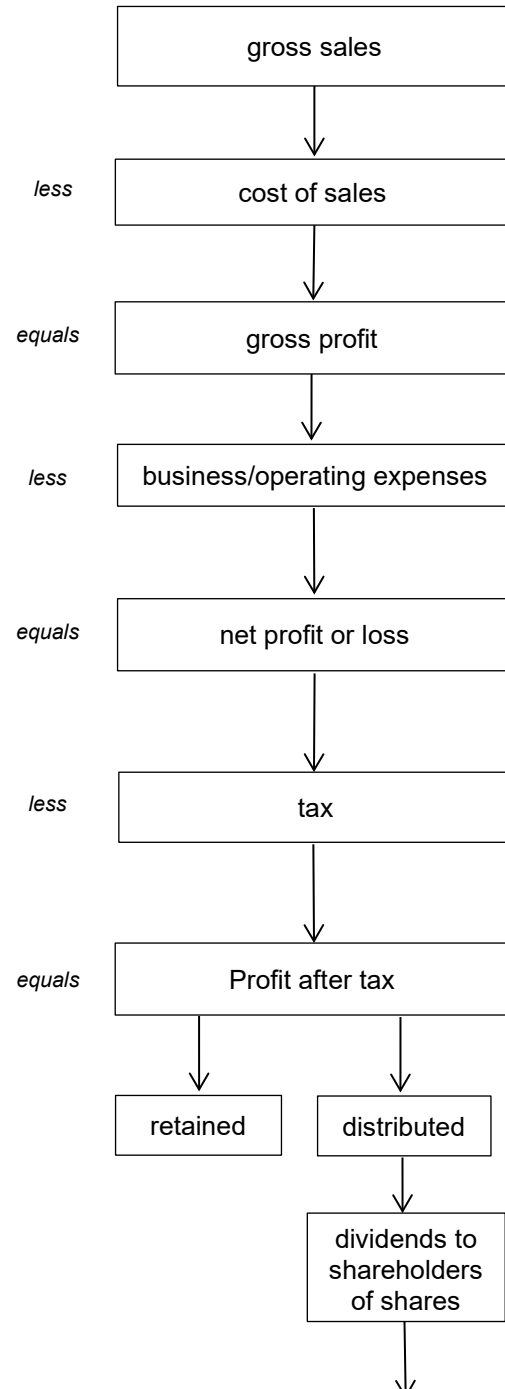 gross sales
less
cost of sales
equals
gross profit
less
business/operating expenses
equals
net profit or loss
less
tax
equals
Profit after tax
retained
distributed
dividends to
shareholders
of shares